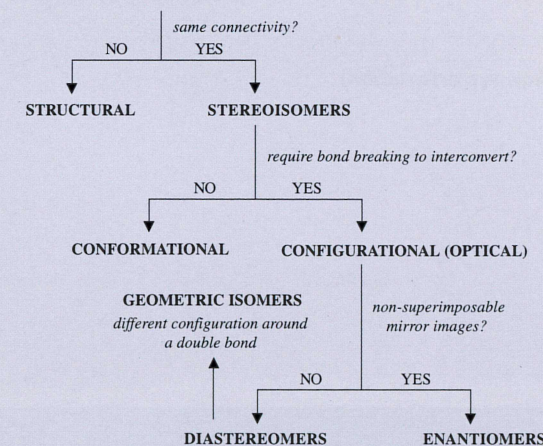 same connectivity?
NO YES
STRUCTURAL STEREOISOMERS
require bond breaking to interconvert?
NO YES
CONFORMATIONAL CONFIGURATIONAL (OPTICAL)
GEOMETRIC ISOMERS
different configuration around
a double bond
non-superimposable
mirror images?
NO YES
DIASTEREOMERS ENANTIOMERS